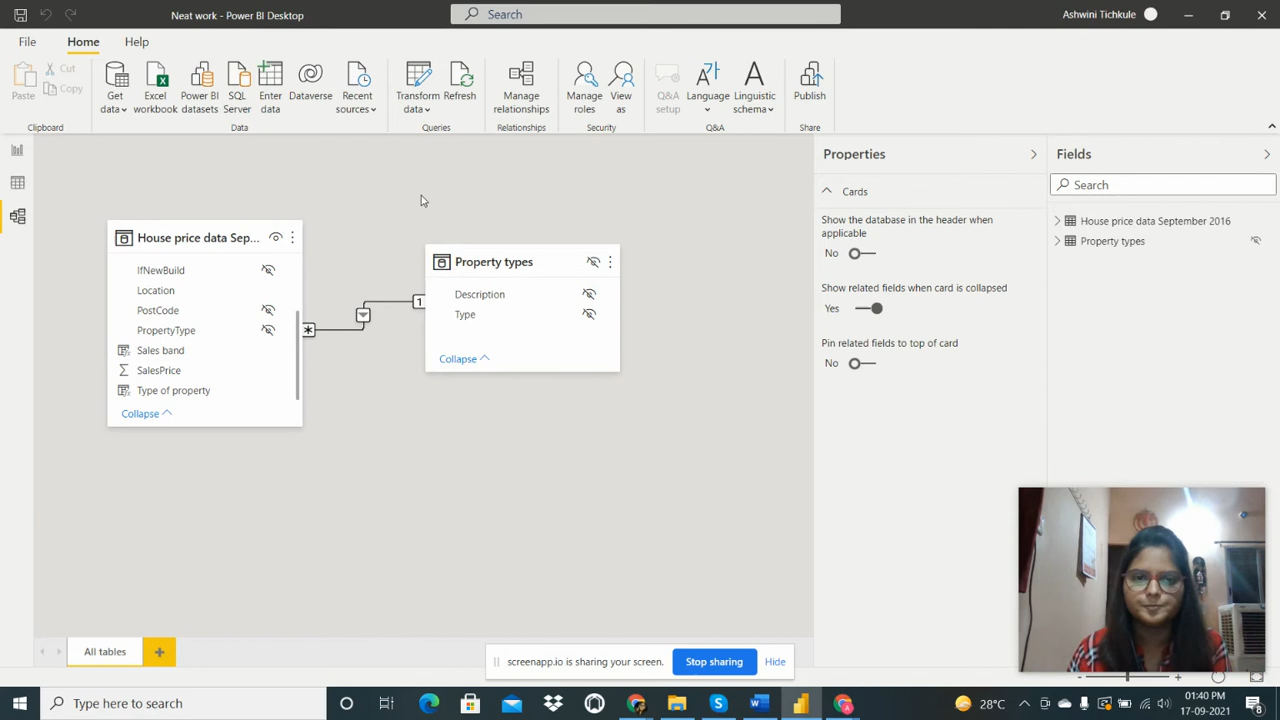 Neat work - Power BI Desktop
Search
Ashwini Tichkule
File
Home
Help
Paste
Cut
Copy
Get data
Excel workbook
Power BI datasets
SQL Server
Enter data
Dataverse
Recent sources
Transform data
Refresh
Manage relationships
Manage roles
View as
Q&A setup
Language
Linguistic schema
Publish
Clipboard
Data
Queries
Relationships
Security
Q&A
Share
House price data Sep...
IfNewBuild
Location
PostCode
PropertyType
Sales band
SalesPrice
Type of property
Collapse
1
Property types
Description
Type
Collapse
Properties
Cards
Show the database in the header when
applicable
No
Show related fields when card is collapsed
Yes
Pin related fields to top of card
No
Fields
Search
House price data September 2016
Property types
All tables
screenapp.io is sharing your screen.
Stop sharing
Hide
Type here to search
28°C
01:40 PM
17-09-2021
8